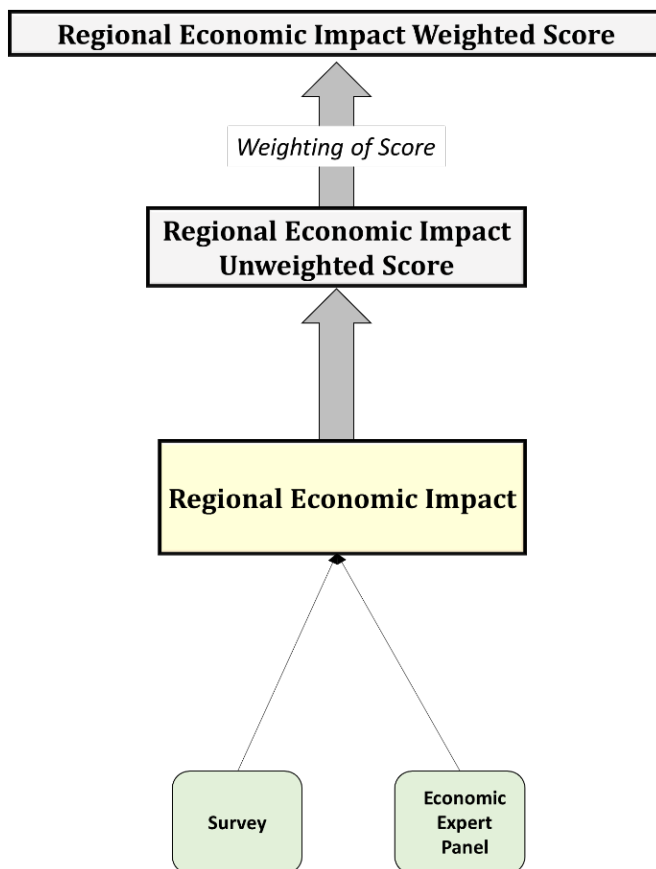 Regional Economic Impact Weighted Score
Weighting of Score
Regional Economic Impact
Unweighted Score
Regional Economic Impact
Survey
Economic
Expert
Panel